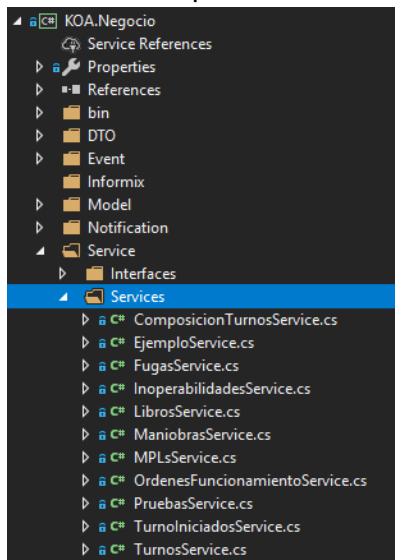 C# KOA.Negocio
Service References
Properties
References
bin
DTO
Event
Informix
Model
Notification
Service
Interfaces
Services
C# ComposicionTurnosService.cs
C# EjemploService.cs
C# FugasService.cs
C# InoperabilidadesService.cs
C# LibrosService.cs
C# ManiobrasService.cs
C# MPLsService.cs
C# OrdenesFuncionamientoService.cs
C# PruebasService.cs
C# TurnoIniciadosService.cs
C# TurnosService.cs